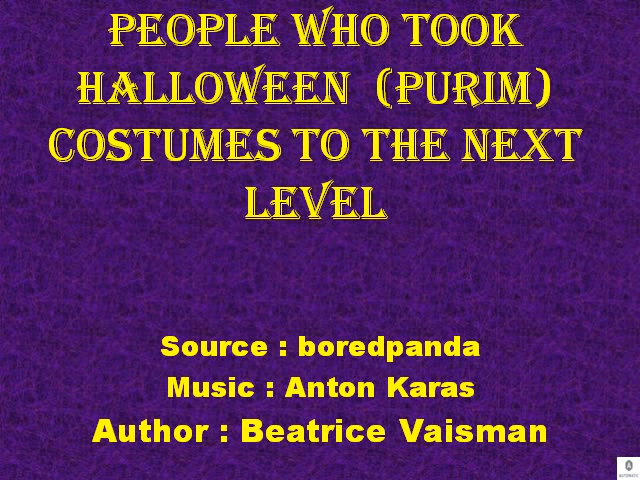 PEOPLE WHO TOOK
HALLOWEEN (PURIM)
COSTUMES TO THE NEXT
LEVEL
Source : boredpanda
Music : Anton Karas
Author : Beatrice Vaisman